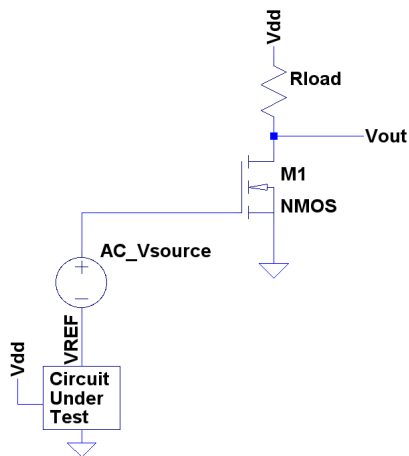 Vdd
Rload
Vout
M1
NMOS
AC_Vsource
VREF
Vdd
Circuit
Under
Test